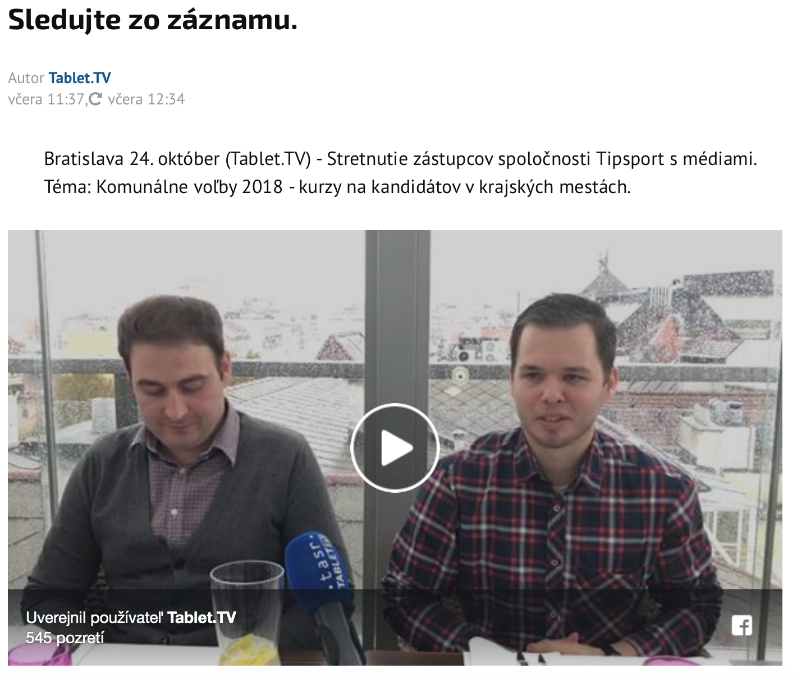 Sledujte zo záznamu.
Autor Tablet.TV
včera 11:37, včera 12:34
Bratislava 24. október (Tablet.TV) - Stretnutie zástupcov spoločnosti Tipsport s médiami.
Téma: Komunálne voľby 2018 - kurzy na kandidátov v krajských mestách.
tasr.
TABLET.TV
Uverejnil používateľ Tablet.TV
545 pozretí